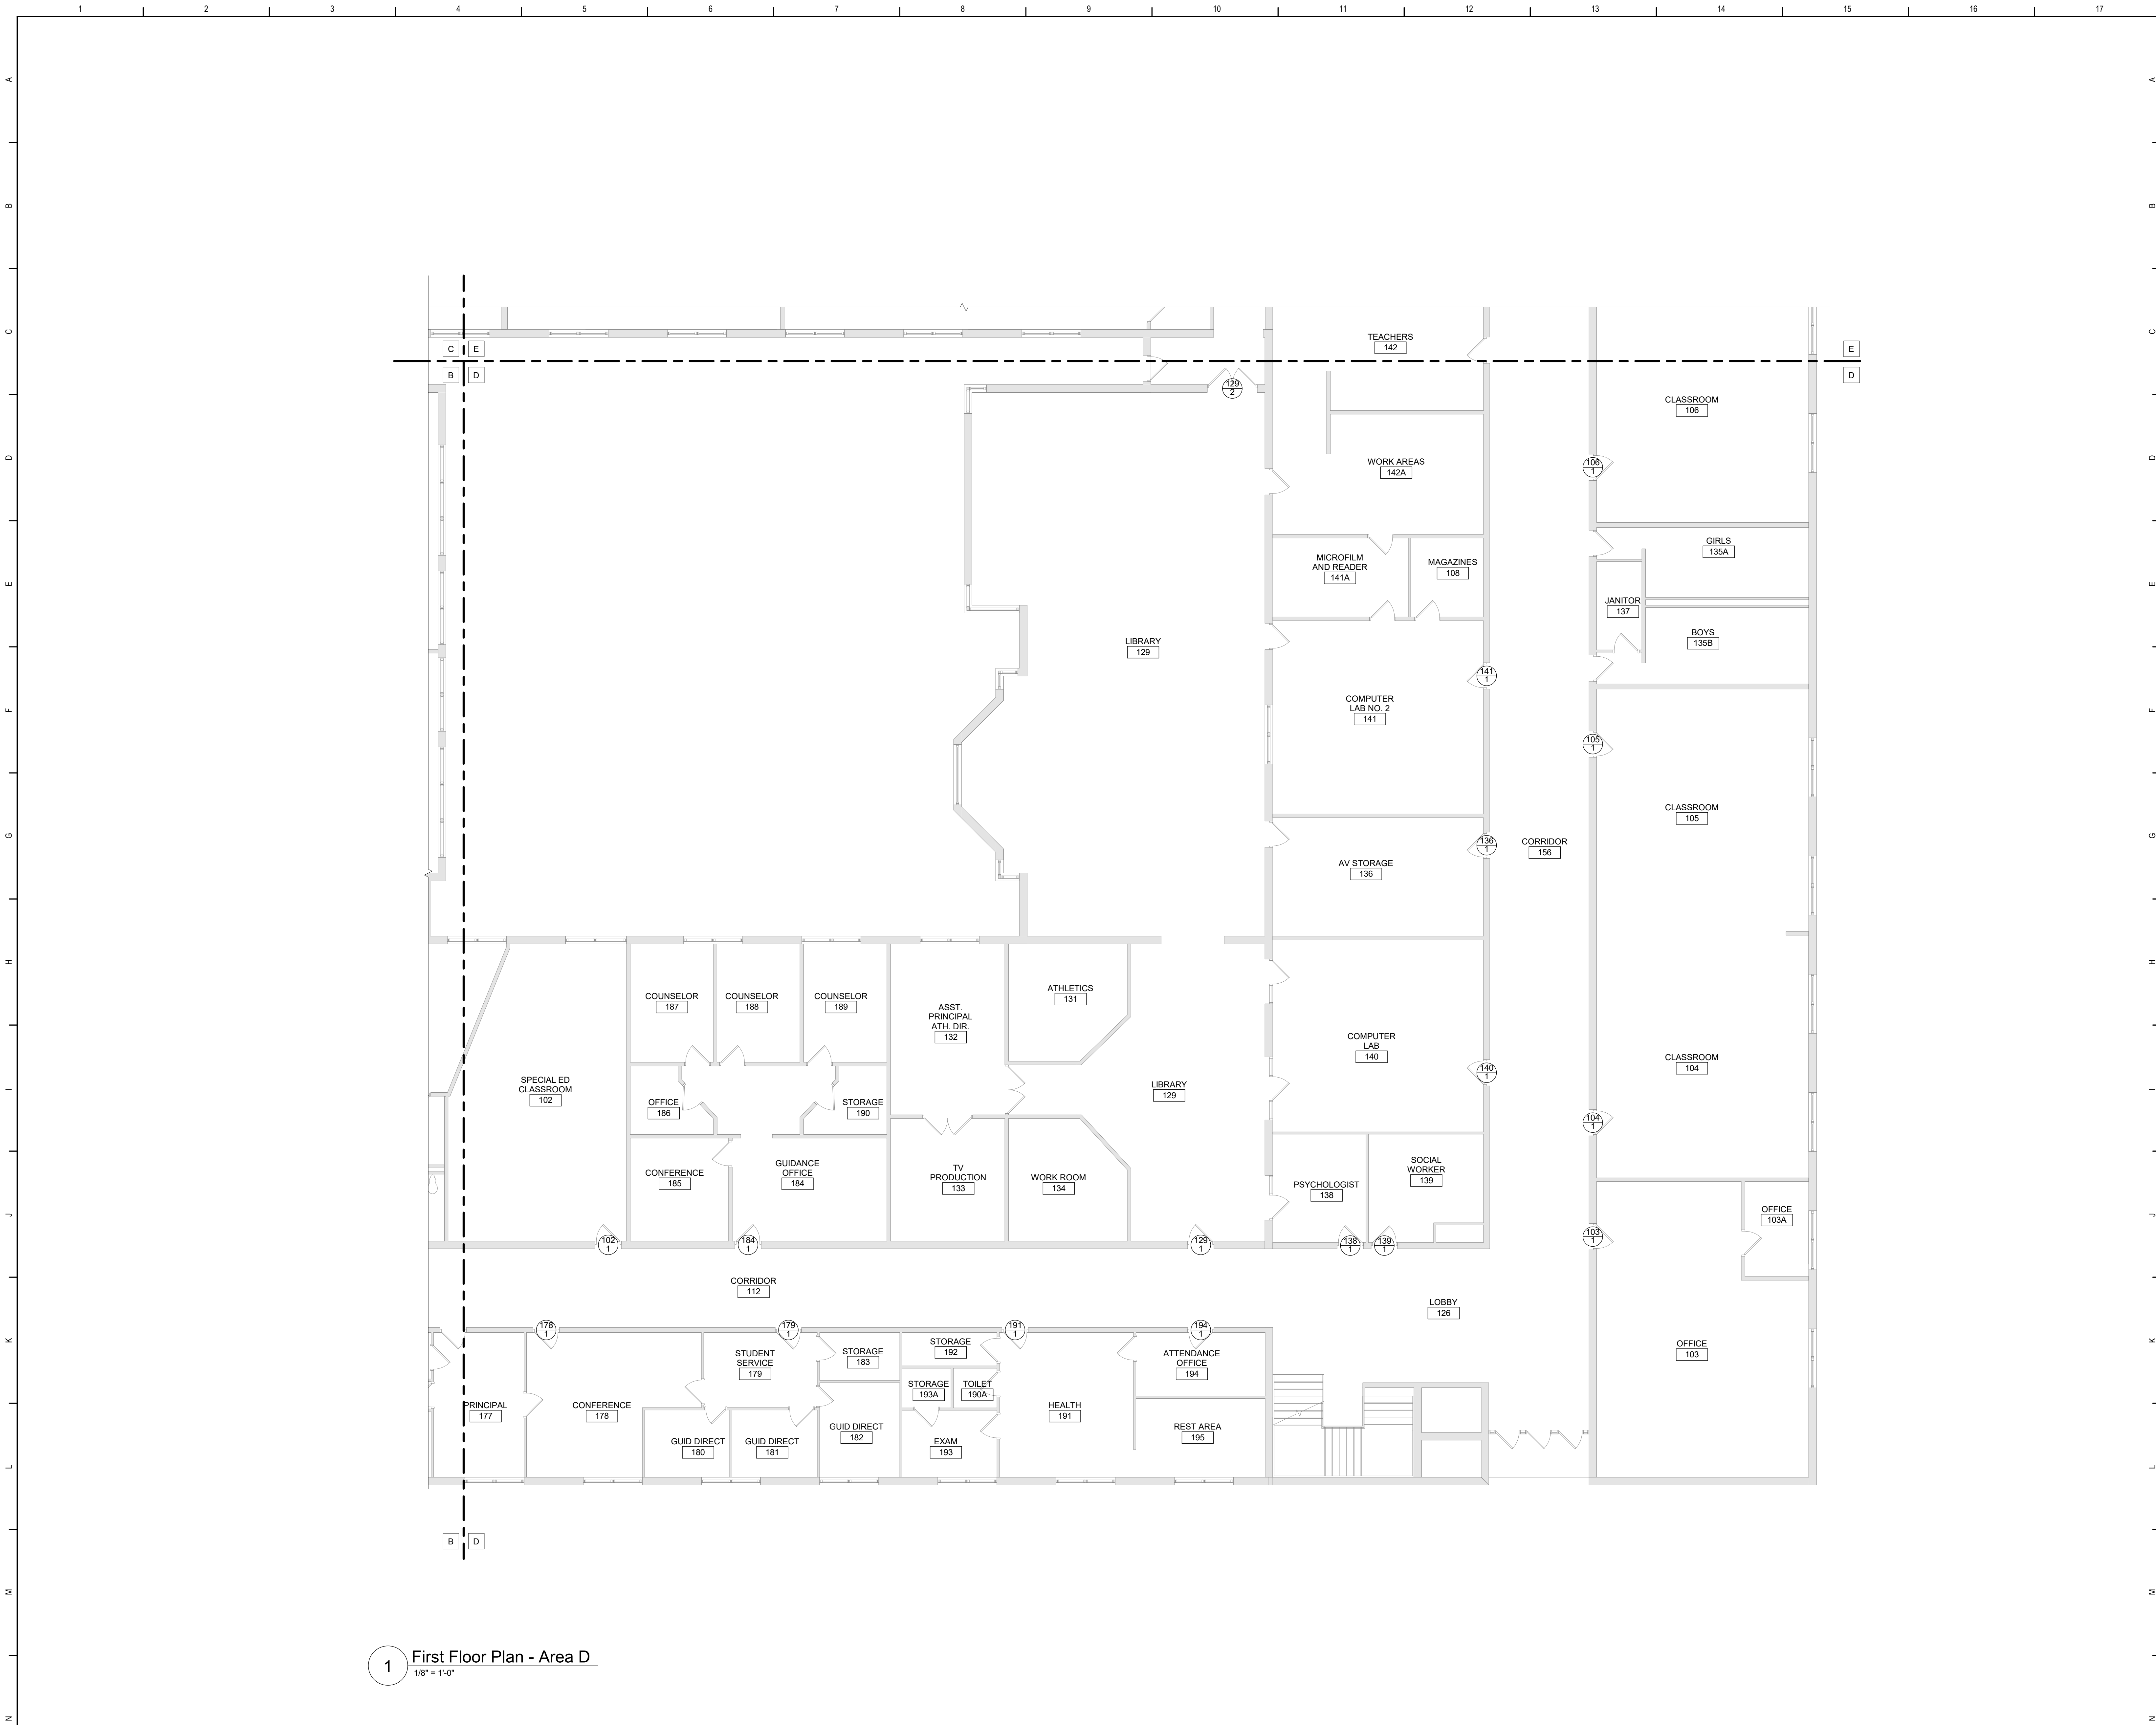 1 2 3 4 5 6 7 8 9 10 11 12 13 14 15 16 17
A A
B B
C C
TEACHERS
142
C E E
B D D
129
2
CLASSROOM
106
D D
WORK AREAS
142A
106
1
GIRLS
135A
MICROFILM
AND READER
141A
MAGAZINES
108
E E
JANITOR
137
BOYS
135B
LIBRARY
129
141
1
COMPUTER
LAB NO. 2
141
F F
105
1
CLASSROOM
105
G G
136
1
CORRIDOR
156
AV STORAGE
136
H H
ATHLETICS
131
COUNSELOR
187
COUNSELOR
188
COUNSELOR
189
ASST.
PRINCIPAL
ATH. DIR.
132
COMPUTER
LAB
140
CLASSROOM
104
140
1
I I
SPECIAL ED
CLASSROOM
102
LIBRARY
129
OFFICE
186
STORAGE
190
104
1
GUIDANCE
OFFICE
184
CONFERENCE
185
TV
PRODUCTION
133
WORK ROOM
134
SOCIAL
WORKER
139
PSYCHOLOGIST
138
J J
OFFICE
103A
103
1
102
1
184
1
129
1
138
1
139
1
CORRIDOR
112
LOBBY
126
178
1
179
1
191
1
194
1
K K
STORAGE
192
OFFICE
103
STUDENT
SERVICE
179
STORAGE
183
ATTENDANCE
OFFICE
194
STORAGE
193A
TOILET
190A
PRINCIPAL
177
CONFERENCE
178
HEALTH
191
GUID DIRECT
182
REST AREA
195
GUID DIRECT
180
GUID DIRECT
181
EXAM
193
L L
B D
M M
1 First Floor Plan - Area D
1/8" = 1'-0"
N N